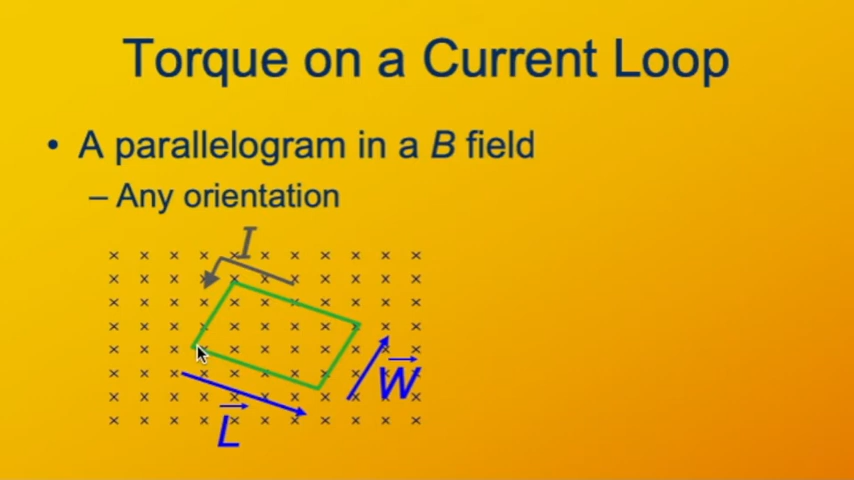 Torque on a Current Loop
• A parallelogram in a B field
– Any orientation
I
W
L